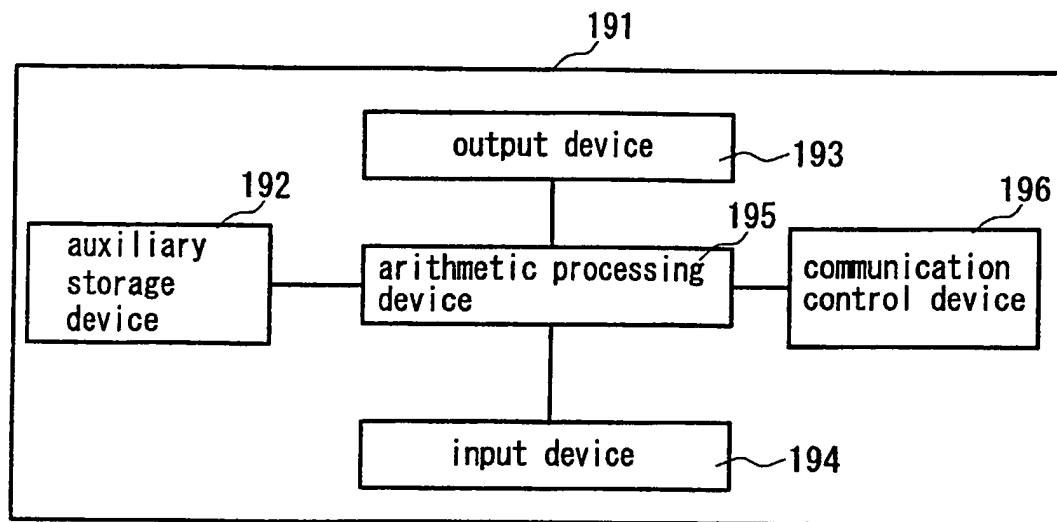 191
output device
193
192
auxiliary
storage
device
195
arithmetic processing
device
196
communication
control device
input device
194